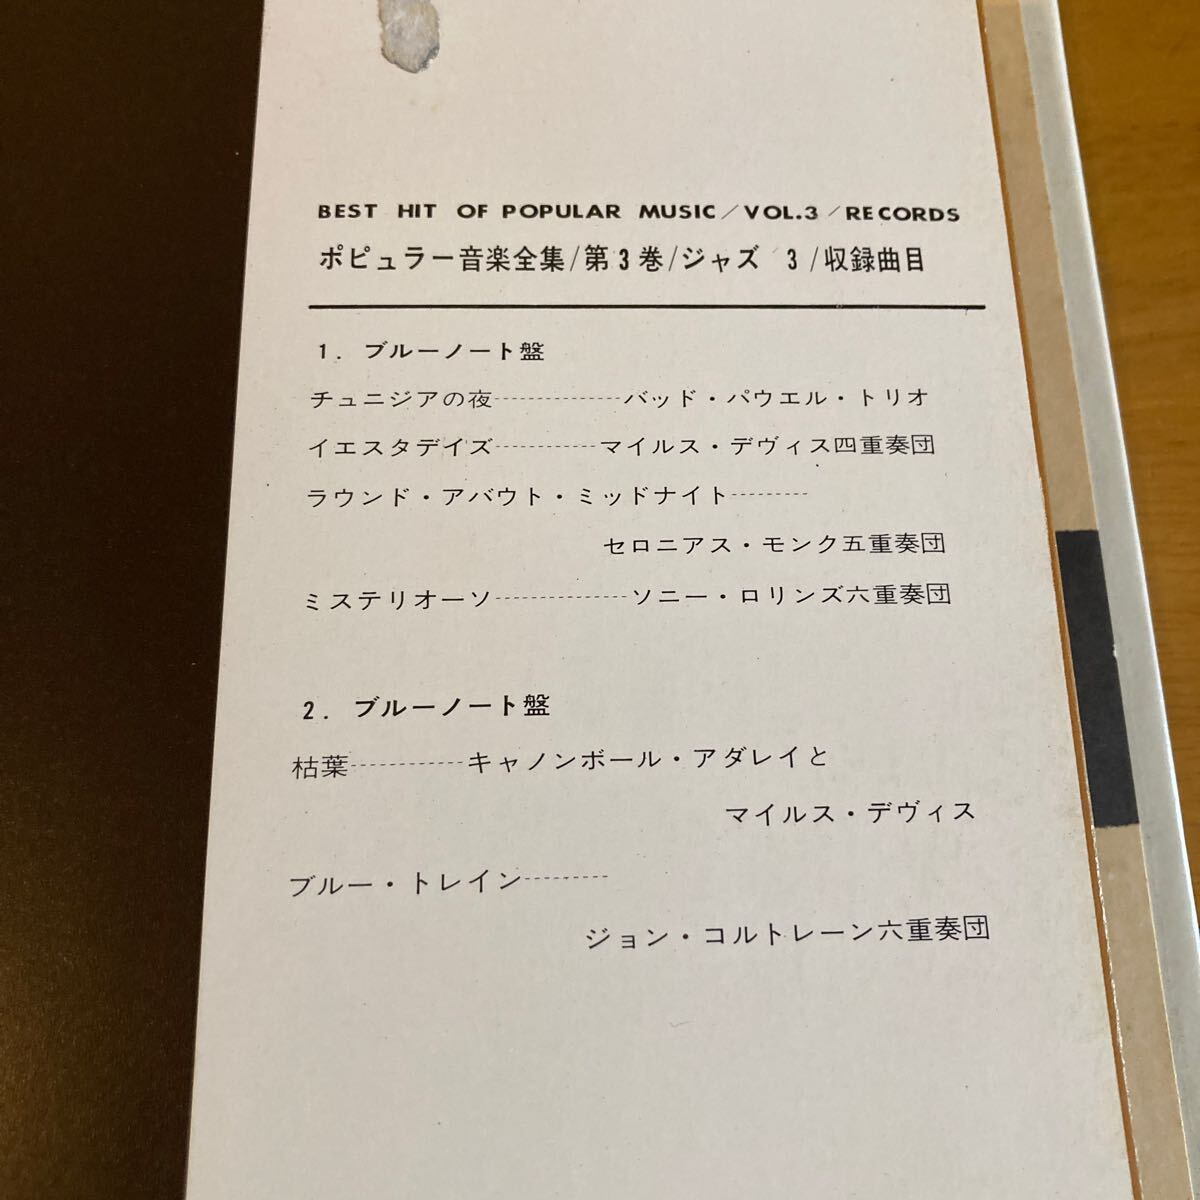 BEST HIT OF POPULAR MUSIC/VOL.3/RECORDS
ポピュラー音楽全集/第3巻/ジャズ 3/収録曲目
1. ブルーノート盤
チュニジアの夜--------------バッド・パウエル・トリオ
イエスタデイズ-----------マイルス・デヴィス四重奏団
ラウンド・アバウト・ミッドナイト---------
セロニアス・モンク五重奏団
ミステリオーソ--------------ソニー・ロリンズ六重奏団
2. ブルーノート盤
枯葉------------キャノンボール・アダレイと
マイルス・デヴィス
ブルー・トレイン---------
ジョン・コルトレーン六重奏団